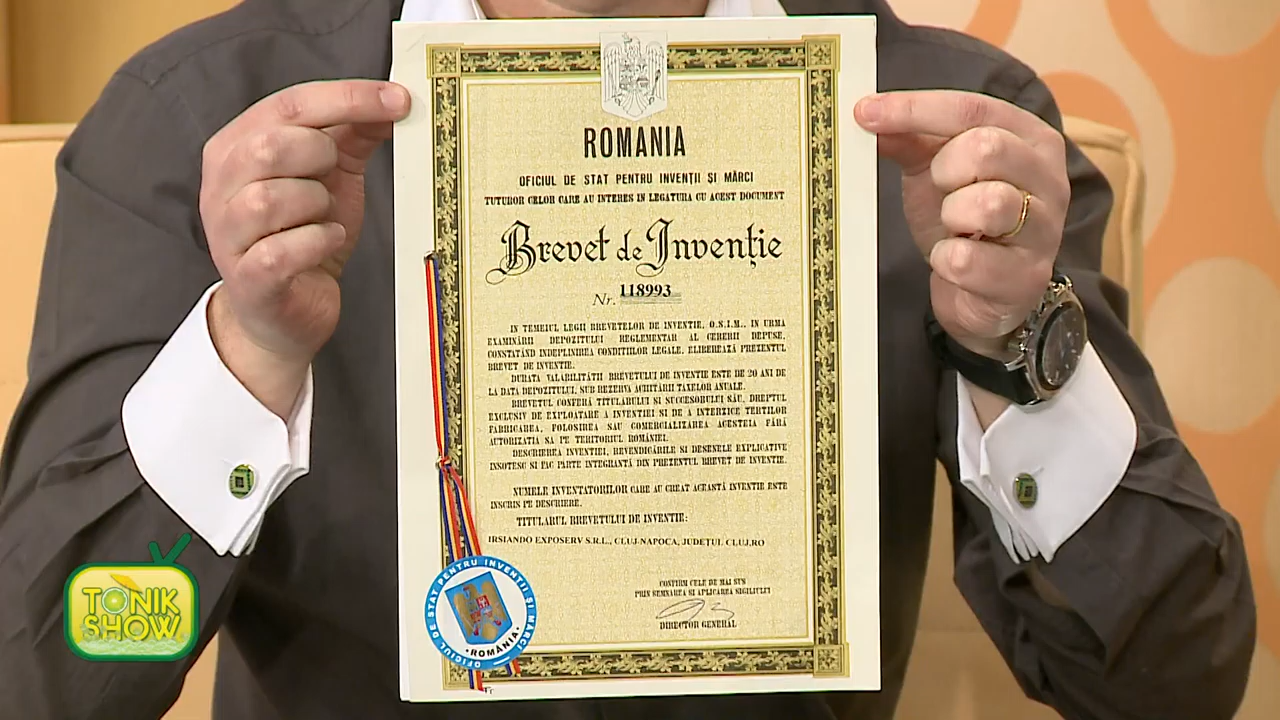 ROMANIA
OFICIUL DE STAT PENTRU INVENȚII ȘI MĂRCI
TUTUROR CELOR CARE AU INTERES IN LEGATURA CU ACEST DOCUMENT
Brevet de Invenție
Nr. 118993
IN TEMEIUL LEGII BREVETELOR DE INVENTIE, O.S.I.M., IN URMA
EXAMINĂRII DEPOZITULUI REGLEMENTAR AL CERERII DEPUSE,
CONSTATÂND INDEPLINIREA CONDITIILOR LEGALE, ELIBEREAZĂ PREZENTUL
BREVET DE INVENTIE.
DURATA VALABILITĂTII BREVETULUI DE INVENTIE ESTE DE 20 ANI DE
LA DATA DEPOZITULUI, SUB REZERVA ACHITĂRII TAXELOR ANUALE.
BREVETUL CONFERĂ TITULARULUI SI SUCCESORULUI SĂU, DREPTUL
EXCLUSIV DE EXPLOATARE A INVENTIEI SI DE A INTERZICE TERTILOR
FABRICAREA, FOLOSIREA SAU COMERCIALIZAREA ACESTEIA FĂRĂ
AUTORIZATIA SA PE TERITORIUL ROMÂNIEI.
DESCRIEREA INVENTIEI, REVENDICĂRILE SI DESENELE EXPLICATIVE
INSOTESC SI FAC PARTE INTEGRANTĂ DIN PREZENTUL BREVET DE INVENTIE.
NUMELE INVENTATORILOR CARE AU CREAT ACEASTĂ INVENTIE ESTE
INSCRIS PE DESCRIERE.
TITULARUL BREVETULUI DE INVENTIE:
IRSIANDO EXPOSERV S.R.L., CLUJ-NAPOCA, JUDEȚUL CLUJ,RO
CONFIRM CELE DE MAI SUS
PRIN SEMNAREA SI APLICAREA SIGILIULUI
DIRECTOR GENERAL
OFICIUL DE STAT PENTRU INVENȚII ȘI MĂRCI
•ROMÂNIA•
TONIK
SHOW